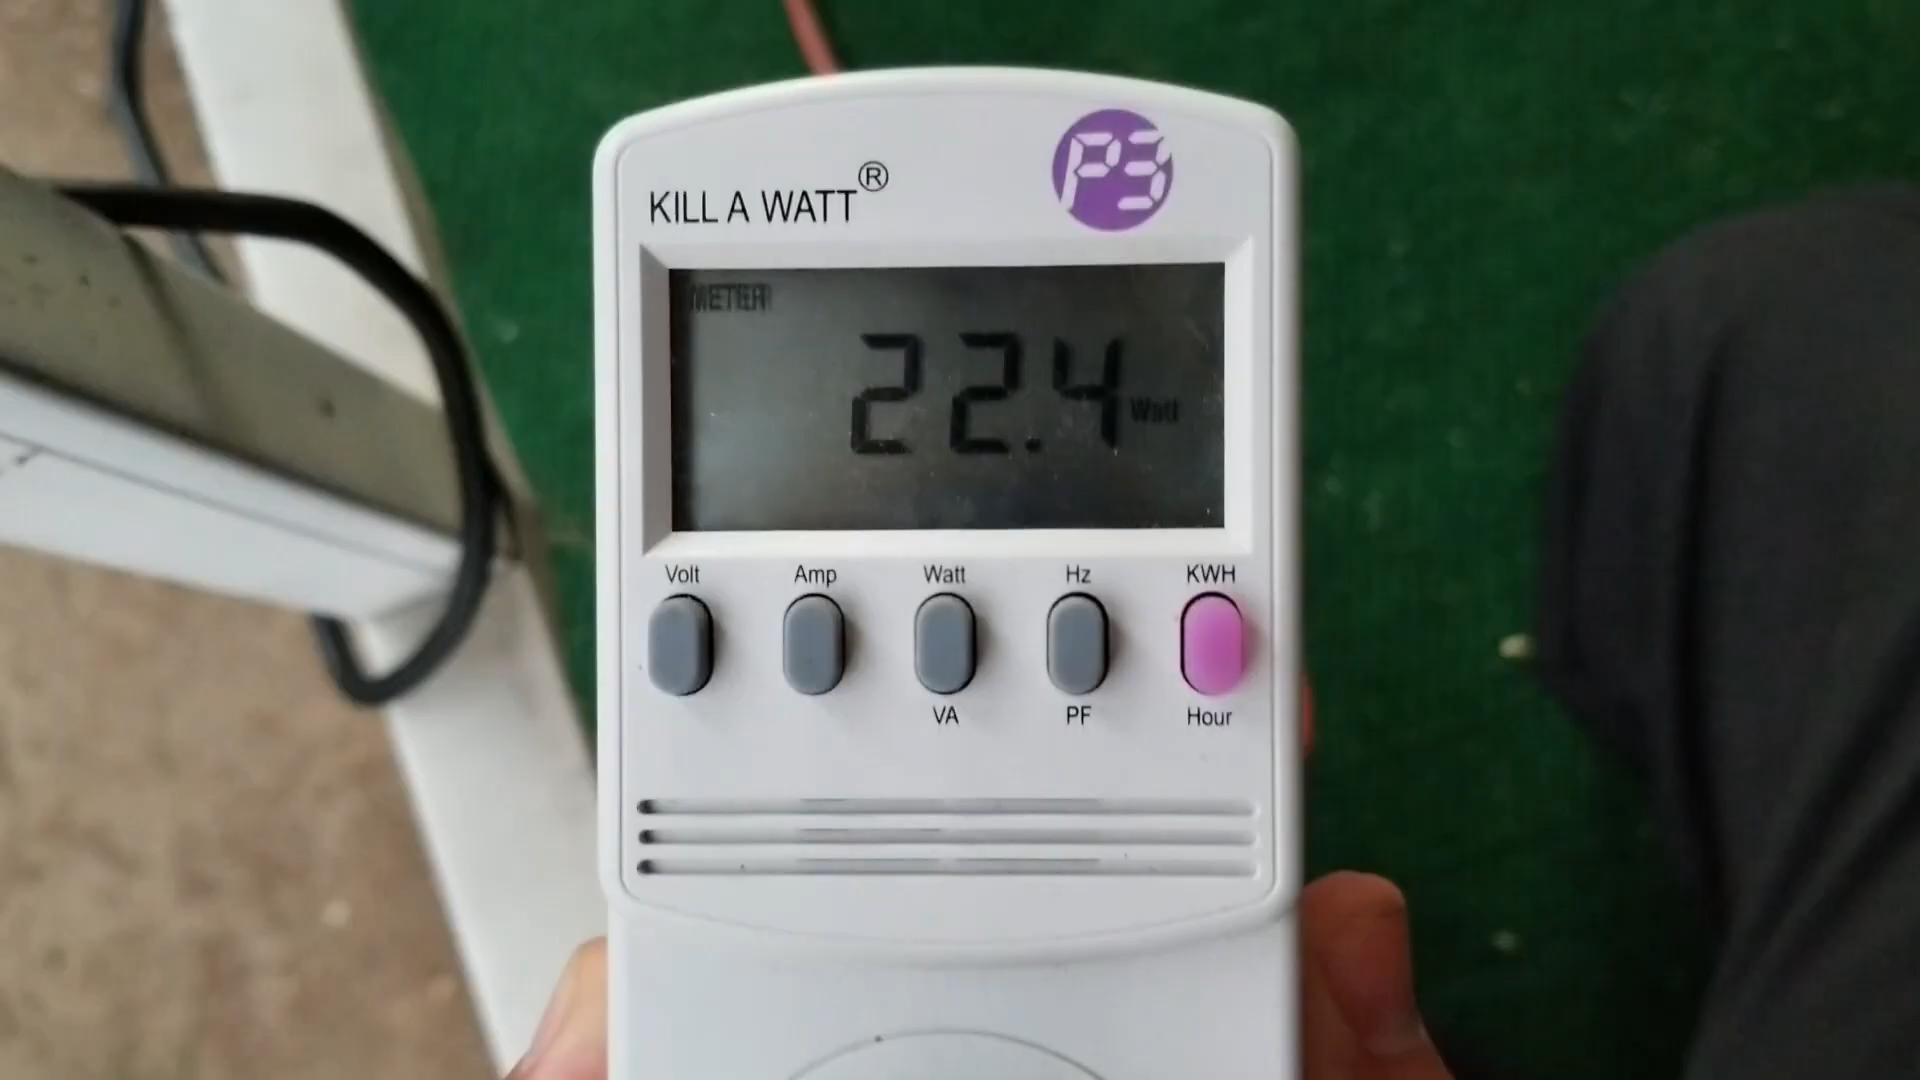 P3
KILL A WATT®
METER
22.4 Watt
Volt Amp Watt Hz KWH
VA PF Hour